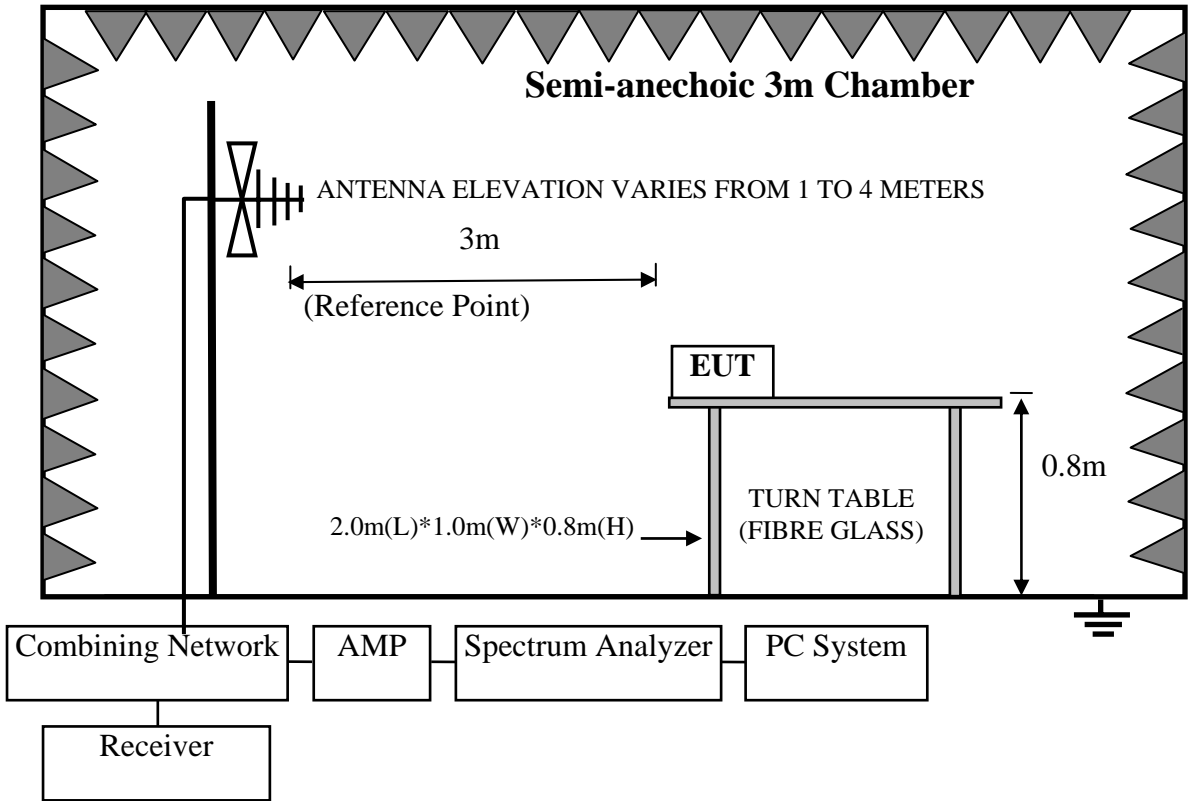 Semi-anechoic 3m Chamber
ANTENNA ELEVATION VARIES FROM 1 TO 4 METERS
3m
(Reference Point)
EUT
0.8m
TURN TABLE
(FIBRE GLASS)
2.0m(L)*1.0m(W)*0.8m(H)
Combining Network
AMP
Spectrum Analyzer
PC System
Receiver